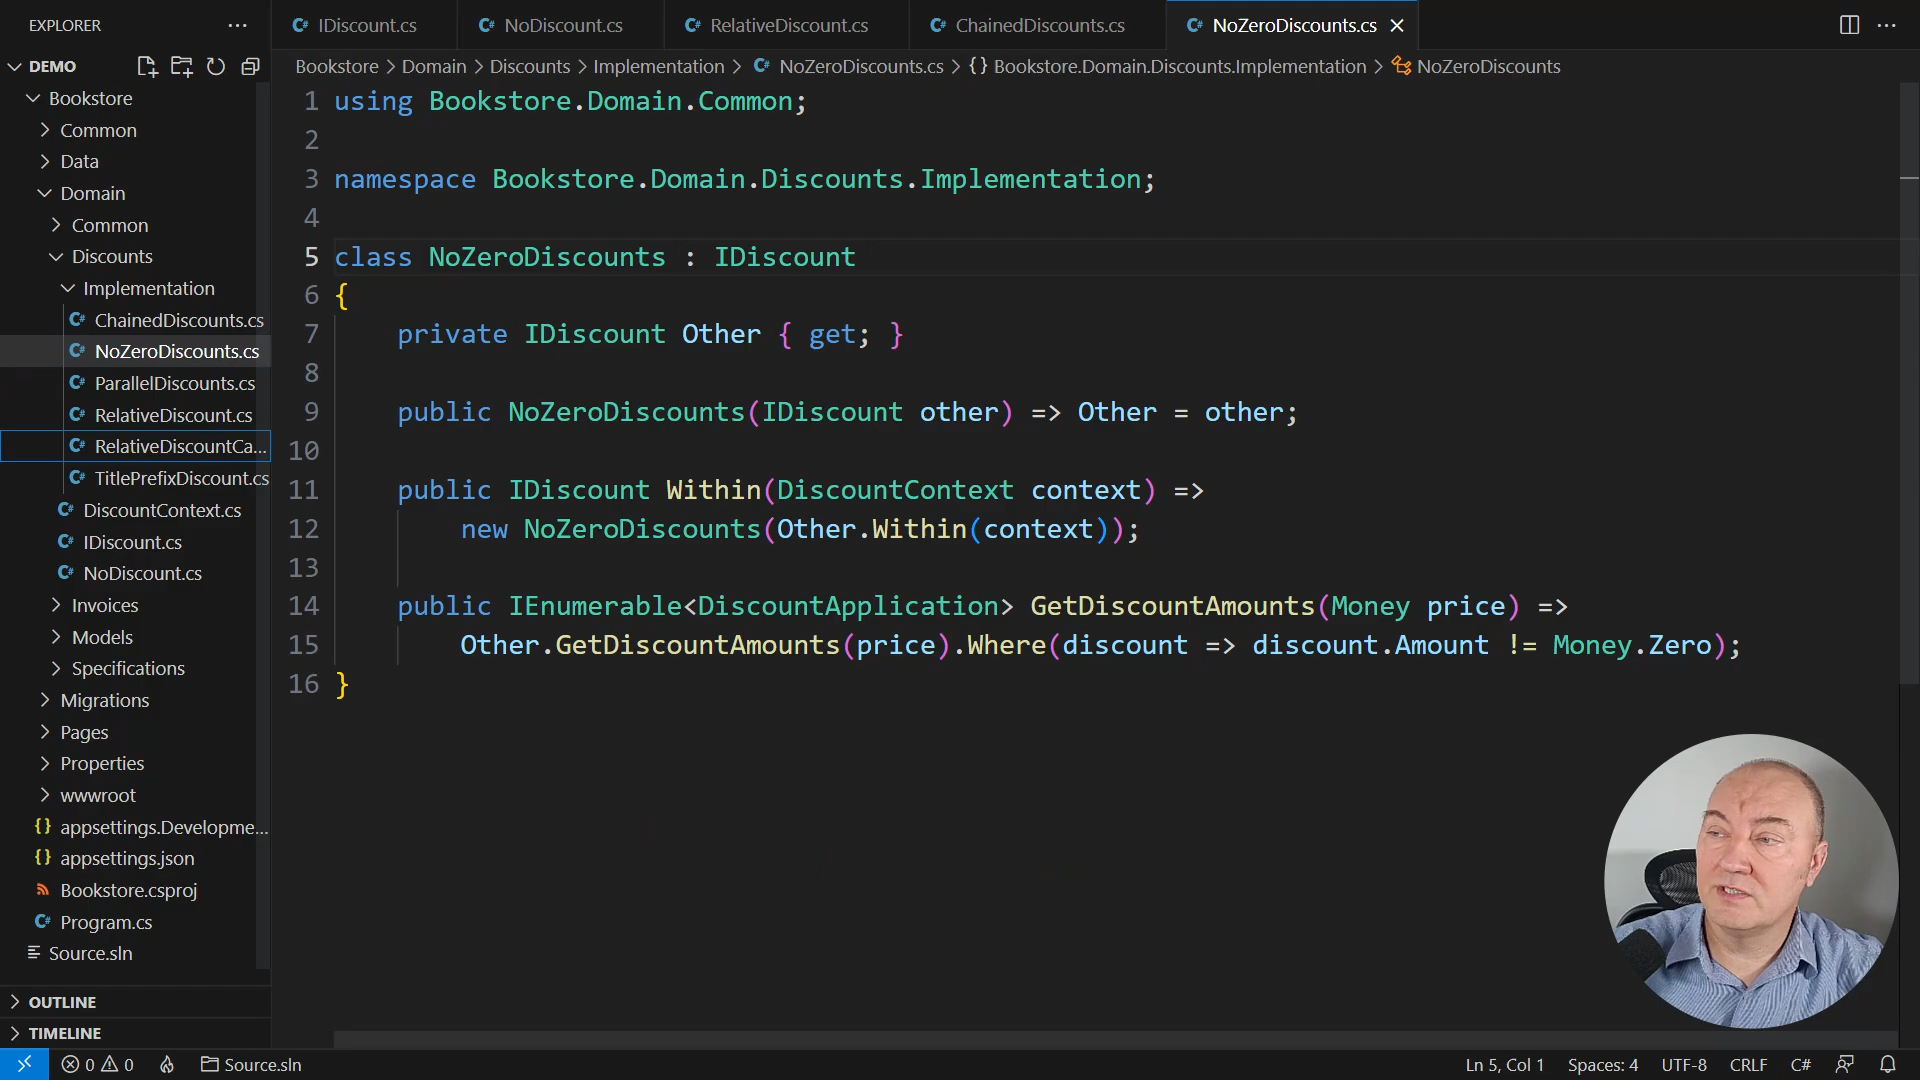 EXPLORER
DEMO
Bookstore
Common
Data
Domain
Common
Discounts
Implementation
ChainedDiscounts.cs
NoZeroDiscounts.cs
ParallelDiscounts.cs
RelativeDiscount.cs
RelativeDiscountCa...
TitlePrefixDiscount.cs
DiscountContext.cs
IDiscount.cs
NoDiscount.cs
Invoices
Models
Specifications
Migrations
Pages
Properties
wwwroot
appsettings.Developme...
appsettings.json
Bookstore.csproj
Program.cs
Source.sln
OUTLINE
TIMELINE
IDiscount.cs NoDiscount.cs RelativeDiscount.cs ChainedDiscounts.cs NoZeroDiscounts.cs
Bookstore > Domain > Discounts > Implementation > NoZeroDiscounts.cs > {} Bookstore.Domain.Discounts.Implementation > NoZeroDiscounts
1 using Bookstore.Domain.Common;
2
3 namespace Bookstore.Domain.Discounts.Implementation;
4
5 class NoZeroDiscounts : IDiscount
6 {
7 private IDiscount Other { get; }
8
9 public NoZeroDiscounts(IDiscount other) => Other = other;
10
11 public IDiscount Within(DiscountContext context) =>
12 new NoZeroDiscounts(Other.Within(context));
13
14 public IEnumerable<DiscountApplication> GetDiscountAmounts(Money price) =>
15 Other.GetDiscountAmounts(price).Where(discount => discount.Amount != Money.Zero);
16 }
0 0 Source.sln Ln 5, Col 1 Spaces: 4 UTF-8 CRLF C#